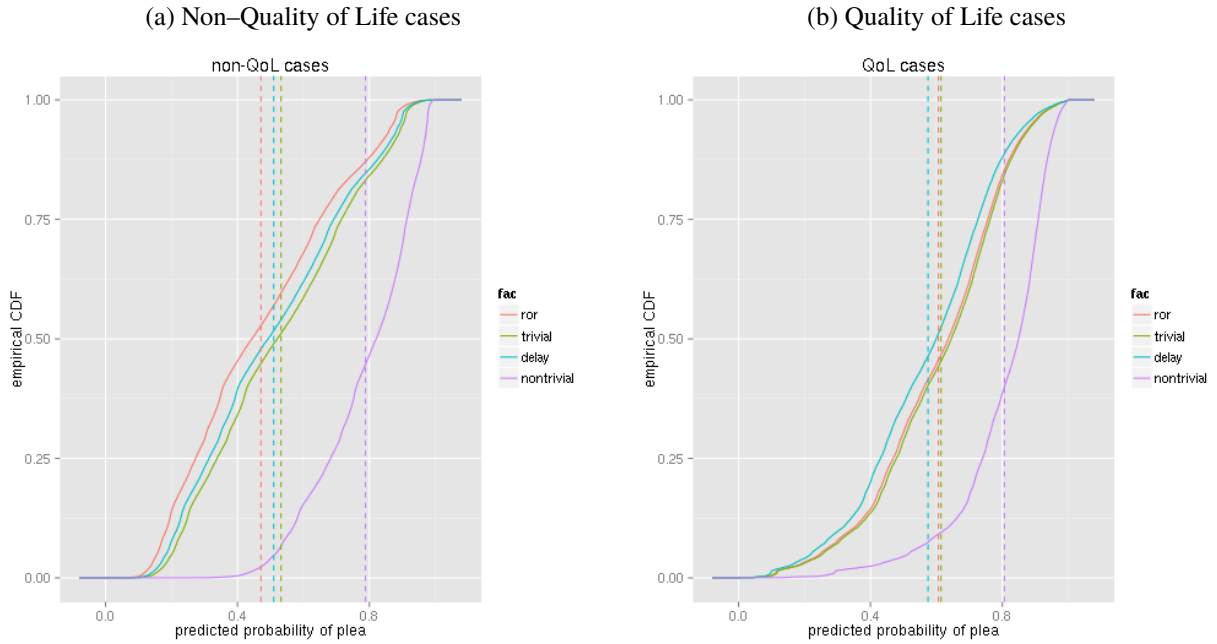 (a) Non–Quality of Life cases
non-QoL cases
1.00
0.75
0.50
0.25
0.00
empirical CDF
0.0
0.4
0.8
predicted probability of plea
fac
ror
trivial
delay
nontrivial
(b) Quality of Life cases
QoL cases
1.00
0.75
0.50
0.25
0.00
empirical CDF
0.0
0.4
0.8
predicted probability of plea
fac
ror
trivial
delay
nontrivial